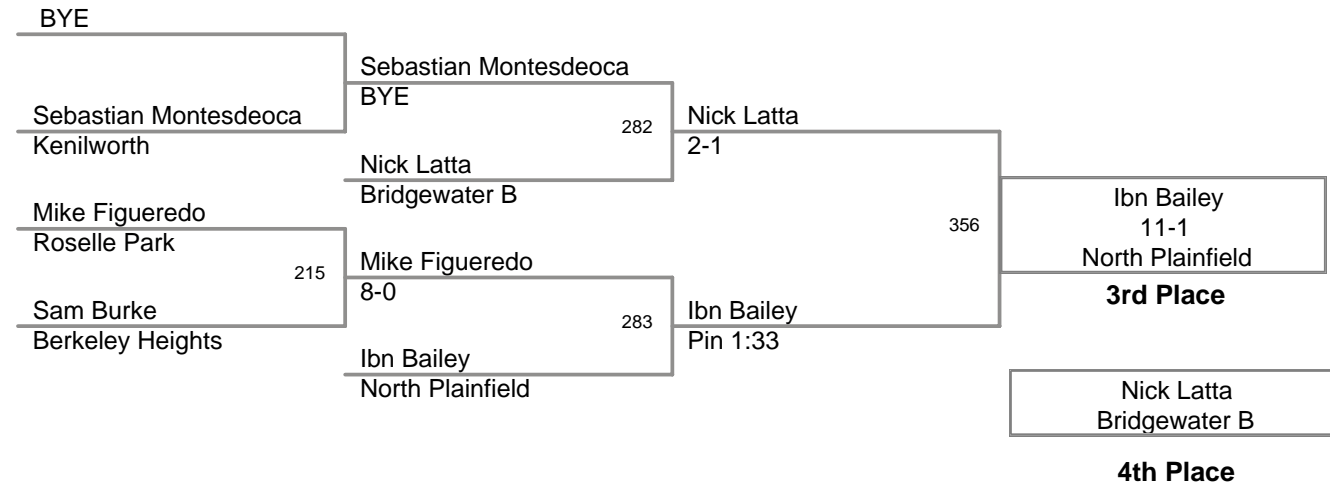 BYE
Sebastian Montesdeoca
BYE
Sebastian Montesdeoca
Kenilworth
282
Nick Latta
2-1
Nick Latta
Bridgewater B
Mike Figueredo
Roselle Park
356
Ibn Bailey
11-1
North Plainfield
3rd Place
215
Mike Figueredo
8-0
Sam Burke
Berkeley Heights
283
Ibn Bailey
Pin 1:33
Ibn Bailey
North Plainfield
Nick Latta
Bridgewater B
4th Place